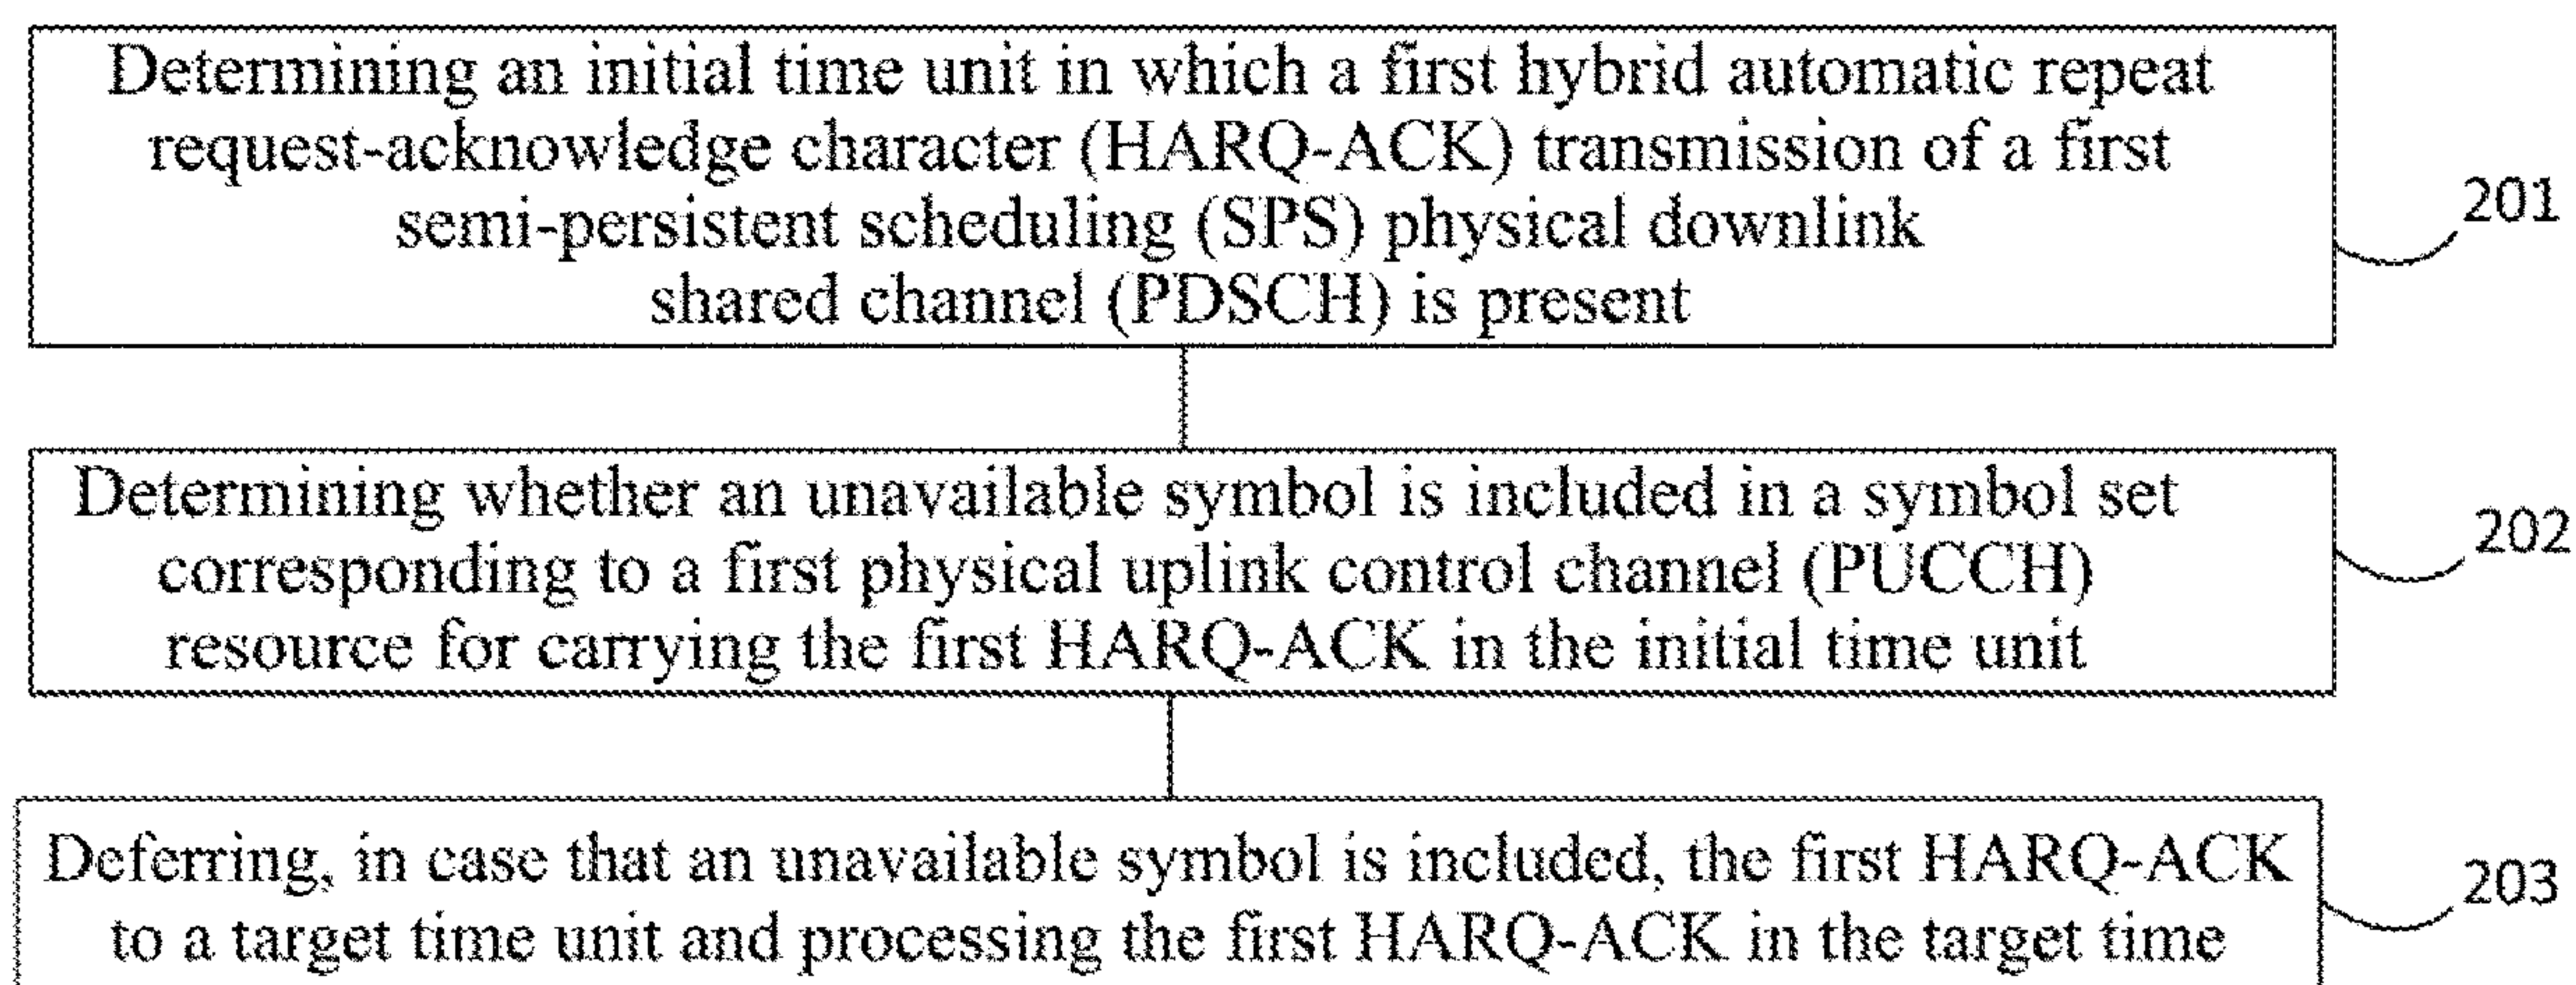 Determining an initial time unit in which a first hybrid automatic repeat
request-acknowledge character (HARQ-ACK) transmission of a first
semi-persistent scheduling (SPS) physical downlink
shared channel (PDSCH) is present
201
Determining whether an unavailable symbol is included in a symbol set
corresponding to a first physical uplink control channel (PUCCH)
resource for carrying the first HARQ-ACK in the initial time unit
202
Deferring, in case that an unavailable symbol is included, the first HARQ-ACK
to a target time unit and processing the first HARQ-ACK in the target time
203